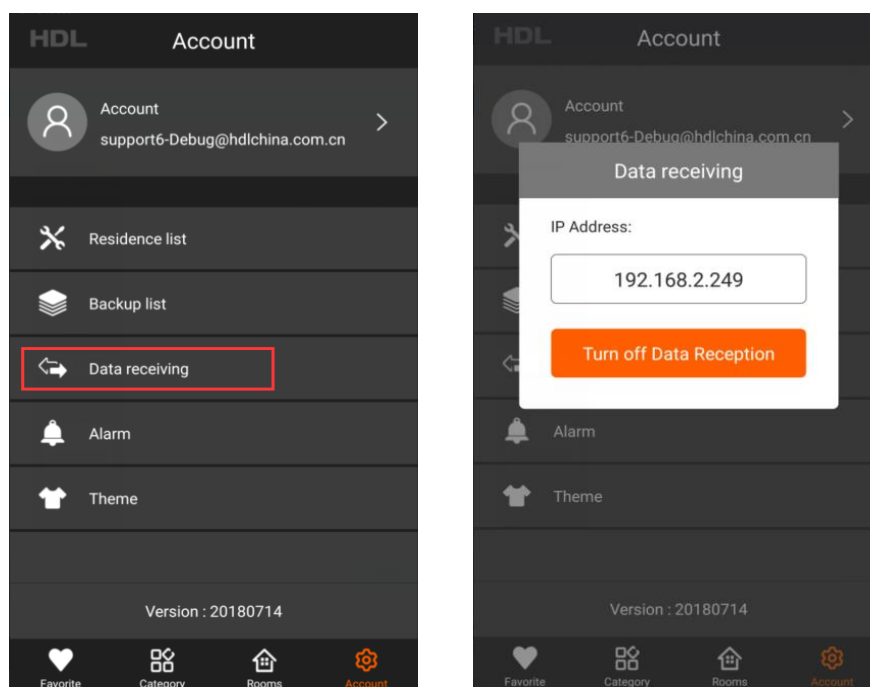 HDL
Account
Account
support6-Debug@hdlchina.com.cn
Residence list
Backup list
Data receiving
Alarm
Theme
Version : 20180714
Favorite
Category
Rooms
Account
HDL
Account
Account
support6-Debug@hdlchina.com.cn
Data receiving
IP Address:
192.168.2.249
Turn off Data Reception
Alarm
Theme
Version : 20180714
Favorite
Category
Rooms
Account